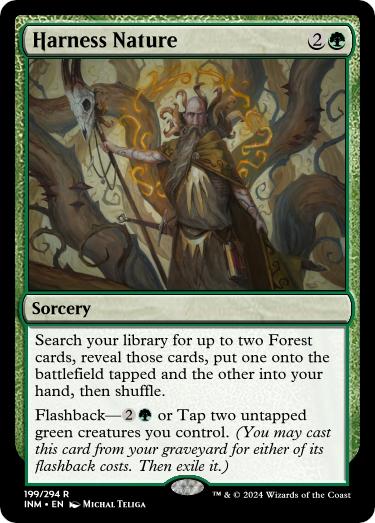 Harness Nature 2
Sorcery
Search your library for up to two Forest
cards, reveal those cards, put one onto the
battlefield tapped and the other into your
hand, then shuffle.
Flashback—2 or Tap two untapped
green creatures you control. (You may cast
this card from your graveyard for either of its
flashback costs. Then exile it.)
199/294 R
INM • EN Michal Teliga
™ & © 2024 Wizards of the Coast